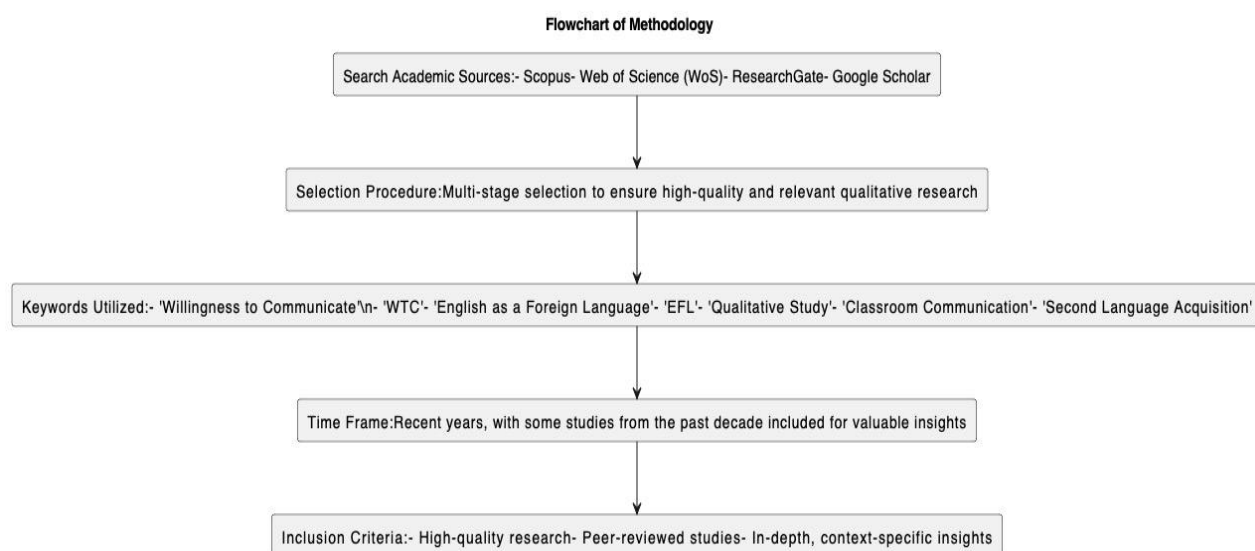 Flowchart of Methodology
Search Academic Sources:- Scopus- Web of Science (WoS)- ResearchGate- Google Scholar
Selection Procedure:Multi-stage selection to ensure high-quality and relevant qualitative research
Keywords Utilized:- 'Willingness to Communicate'\n- 'WTC'- 'English as a Foreign Language'- 'EFL'- 'Qualitative Study'- 'Classroom Communication'- 'Second Language Acquisition'
Time Frame:Recent years, with some studies from the past decade included for valuable insights
Inclusion Criteria:- High-quality research- Peer-reviewed studies- In-depth, context-specific insights